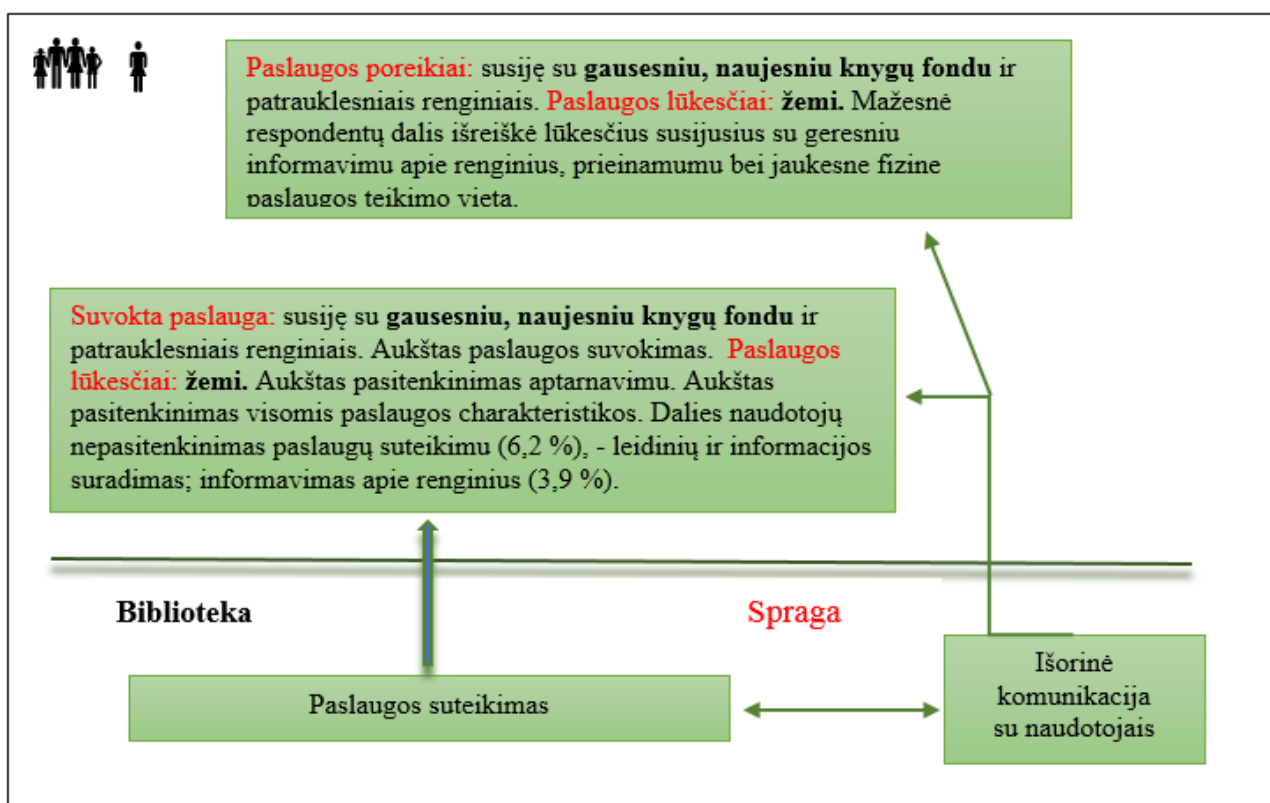 Paslaugos poreikiai: susiję su gausesniu, naujesniu knygų fondu ir
patrauklesniais renginiais. Paslaugos lūkesčiai: žemi. Mažesnė
respondentų dalis išreiškė lūkesčius susijusius su geresniu
informavimu apie renginius, prieinamumu bei jaukesne fizine
paslaugos teikimo vieta.
Suvokta paslauga: susiję su gausesniu, naujesniu knygų fondu ir
patrauklesniais renginiais. Aukštas paslaugos suvokimas. Paslaugos
lūkesčiai: žemi. Aukštas pasitenkinimas aptarnavimu. Aukštas
pasitenkinimas visomis paslaugos charakteristikos. Dalies naudotojų
nepasitenkinimas paslaugų suteikimu (6,2 %), - leidinių ir informacijos
suradimas; informavimas apie renginius (3,9 %).
Biblioteka
Spraga
Paslaugos suteikimas
Išorinė
komunikacija
su naudotojais